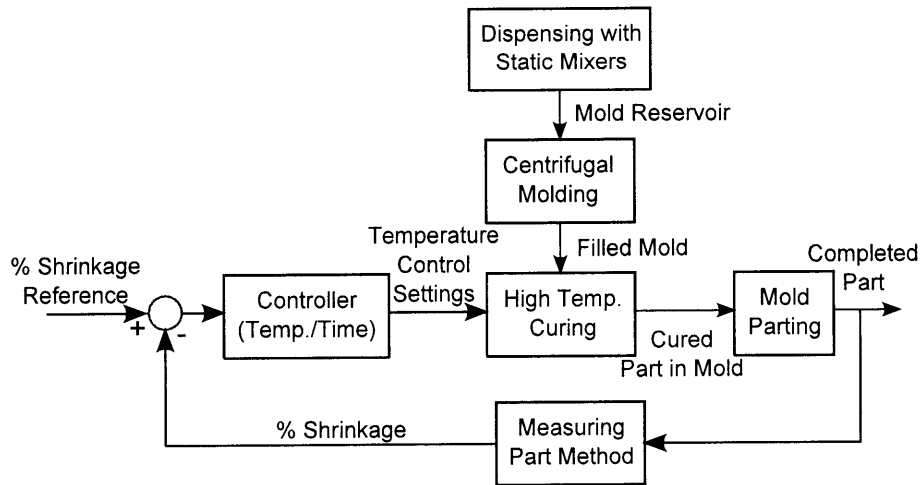 Dispensing with
Static Mixers
Mold Reservoir
Centrifugal
Molding
Filled Mold
Temperature
Control
Settings
% Shrinkage
Reference
+
-
Controller
(Temp./Time)
High Temp.
Curing
Cured
Part in Mold
Mold
Parting
Completed
Part
% Shrinkage
Measuring
Part Method